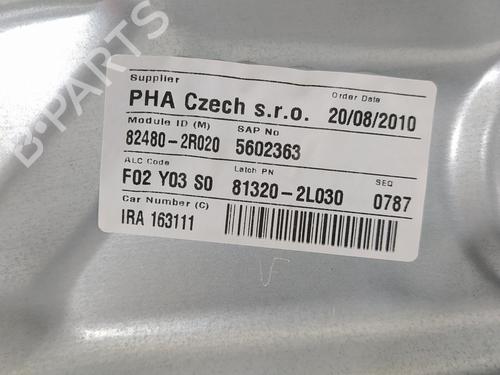 B-PARTS
Supplier
Order Date
PHA Czech s.r.o. 20/08/2010
Module ID (M) SAP No
82480-2R020 5602363
ALC Code Latch PN SEQ
F02 Y03 S0 81320-2L030 0787
Car Number (C)
IRA 163111